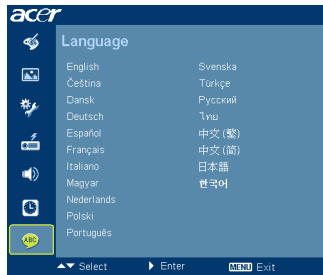 acer
Language
English
Čeština
Dansk
Deutsch
Español
Français
Italiano
Magyar
Nederlands
Polski
Português
Svenska
Türkçe
Русский
ไทย
中文 (繁)
中文 (简)
日本語
한국어
ABC
▲▼ Select ▶ Enter MENU Exit